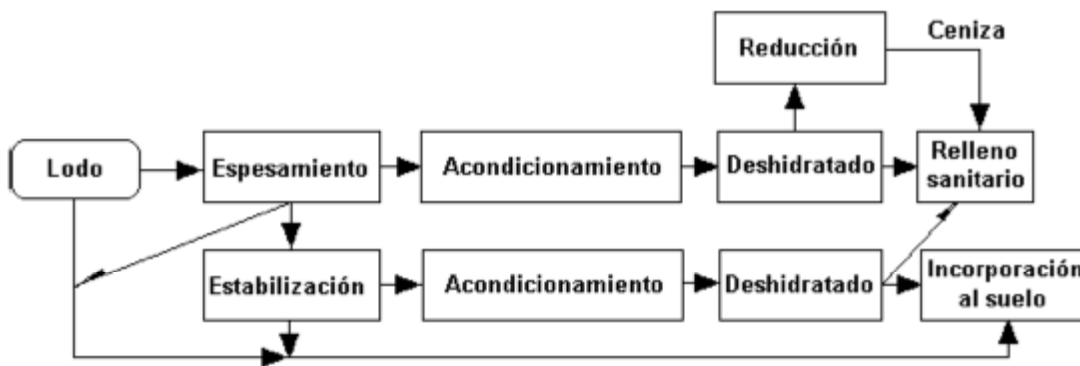 Reducción
Ceniza
Lodo
Espesamiento
Acondicionamiento
Deshidratado
Relleno
sanitario
Estabilización
Acondicionamiento
Deshidratado
Incorporación
al suelo